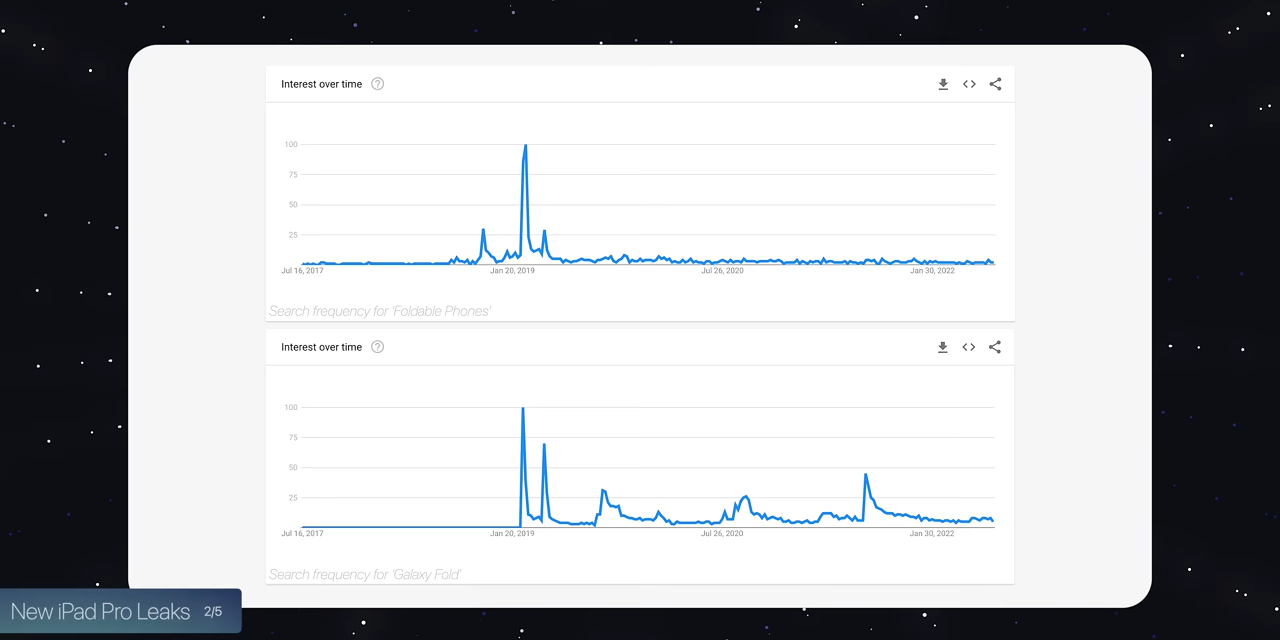 Interest over time ?
100
75
50
25
Jul 16, 2017 Jan 20, 2019 Jul 26, 2020 Jan 30, 2022
Search frequency for 'Foldable Phones'
Interest over time ?
100
75
50
25
Jul 16, 2017 Jan 20, 2019 Jul 26, 2020 Jan 30, 2022
Search frequency for 'Galaxy Fold'
New iPad Pro Leaks 2/5